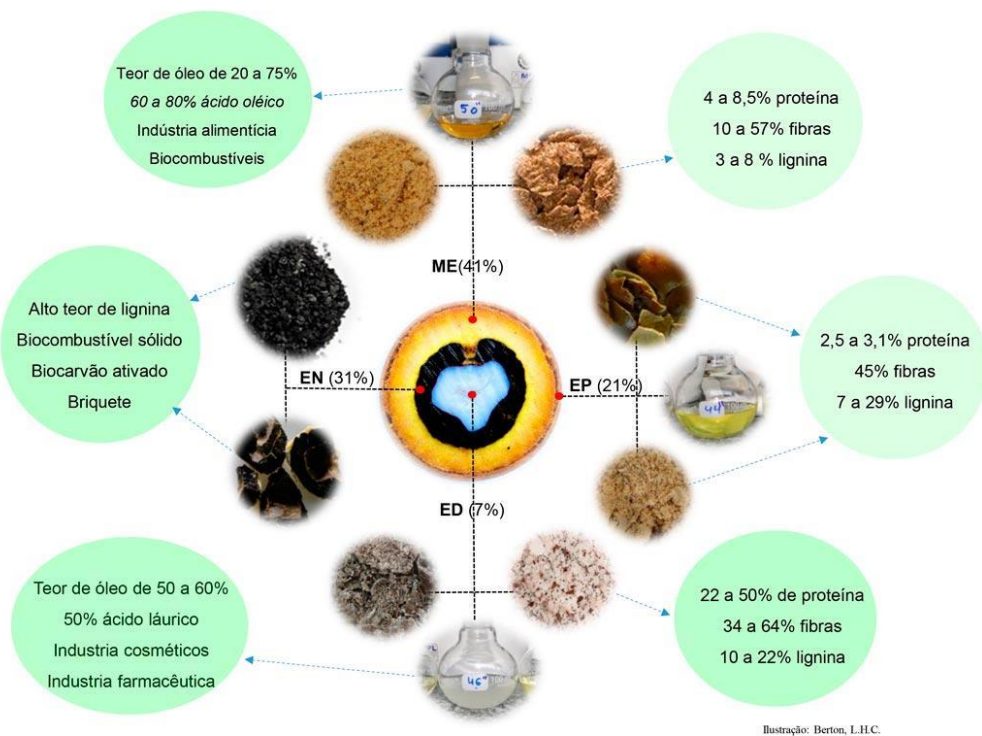 Teor de óleo de 20 a 75%
60 a 80% ácido oléico
Indústria alimentícia
Biocombustíveis
50"
4 a 8,5% proteína
10 a 57% fibras
3 a 8 % lignina
ME(41%)
Alto teor de lignina
Biocombustível sólido
Biocarvão ativado
Briquete
EN (31%)
EP (21%)
2,5 a 3,1% proteína
45% fibras
7 a 29% lignina
ED (7%)
Teor de óleo de 50 a 60%
50% ácido láurico
Industria cosméticos
Industria farmacêutica
22 a 50% de proteína
34 a 64% fibras
10 a 22% lignina
Ilustração: Berton, L.H.C.